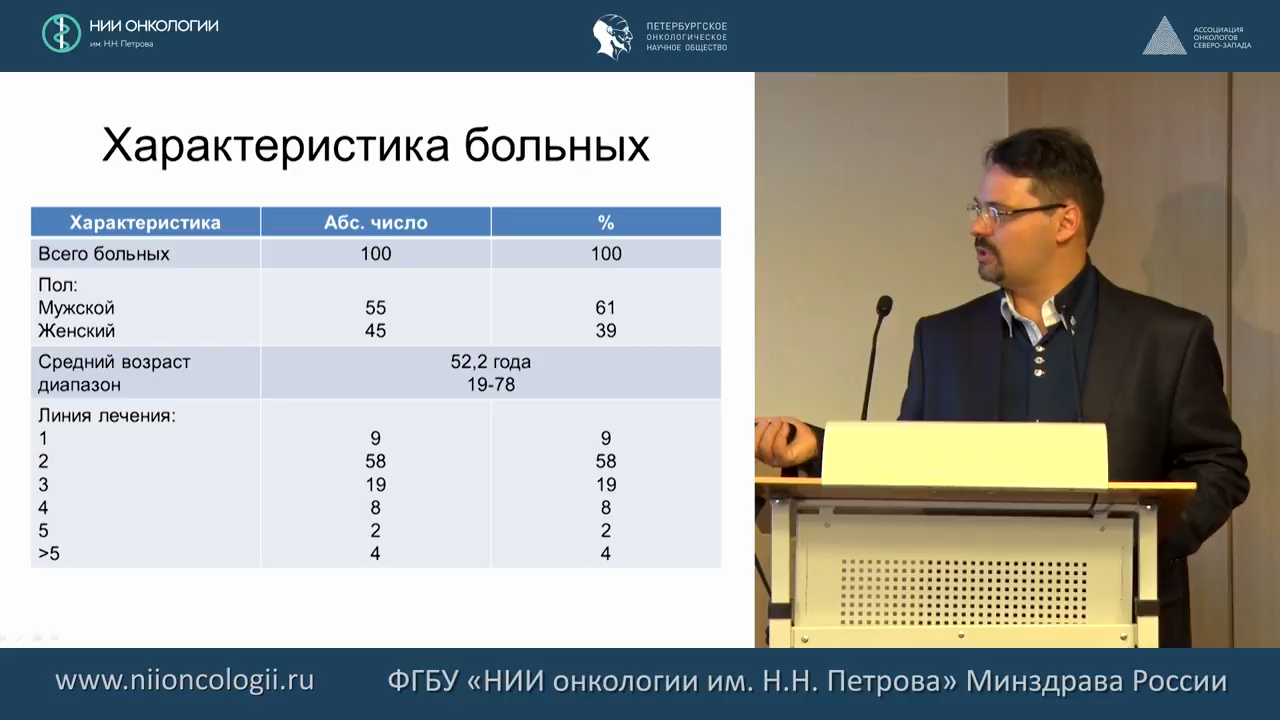 НИИ ОНКОЛОГИИ
им. Н.Н. Петрова
ПЕТЕРБУРГСКОЕ
ОНКОЛОГИЧЕСКОЕ
НАУЧНОЕ ОБЩЕСТВО
АССОЦИАЦИЯ
ОНКОЛОГОВ
СЕВЕРО-ЗАПАДА
Характеристика больных
Характеристика Абс. число %
Всего больных 100 100
Пол:
Мужской 55 61
Женский 45 39
Средний возраст 52,2 года
диапазон 19-78
Линия лечения:
1 9 9
2 58 58
3 19 19
4 8 8
5 2 2
>5 4 4
www.niioncologii.ru ФГБУ «НИИ онкологии им. Н.Н. Петрова» Минздрава России